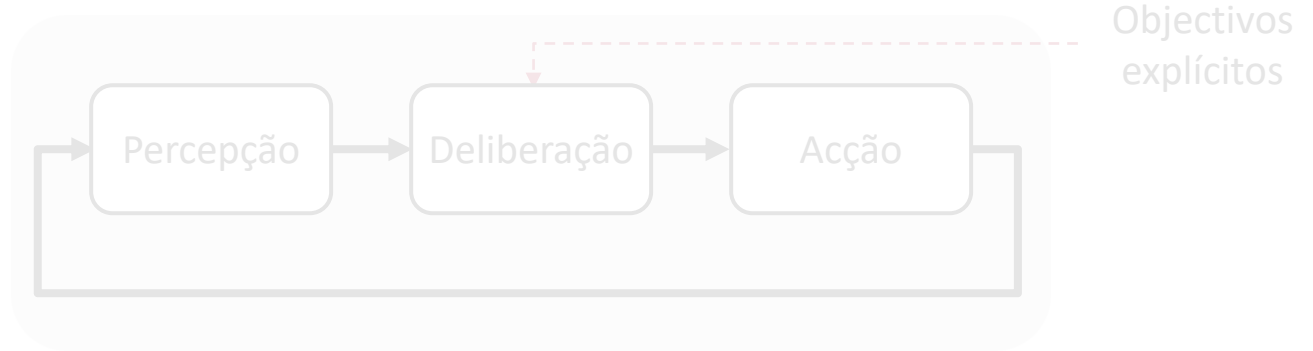 Objectivos
explícitos
Percepção
Deliberação
Acção